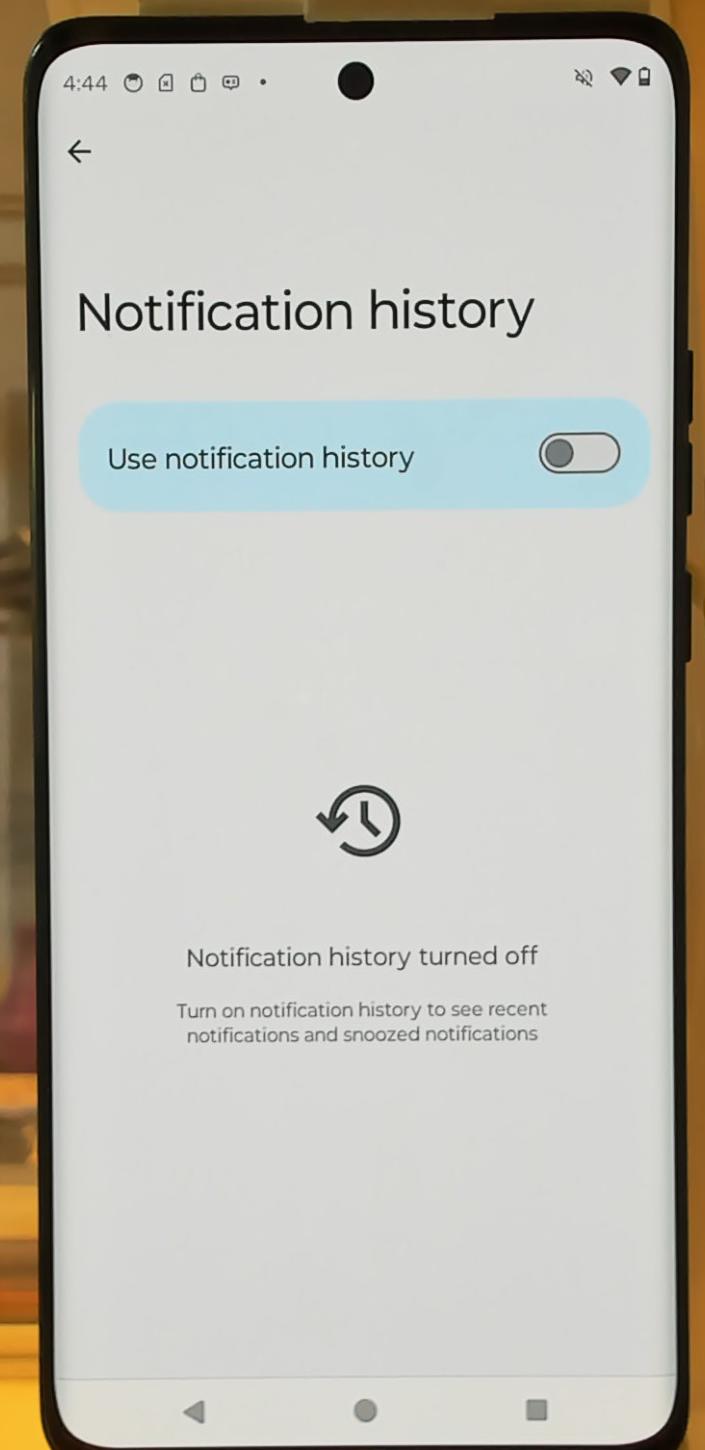 4:44
Notification history
Use notification history
Notification history turned off
Turn on notification history to see recent
notifications and snoozed notifications